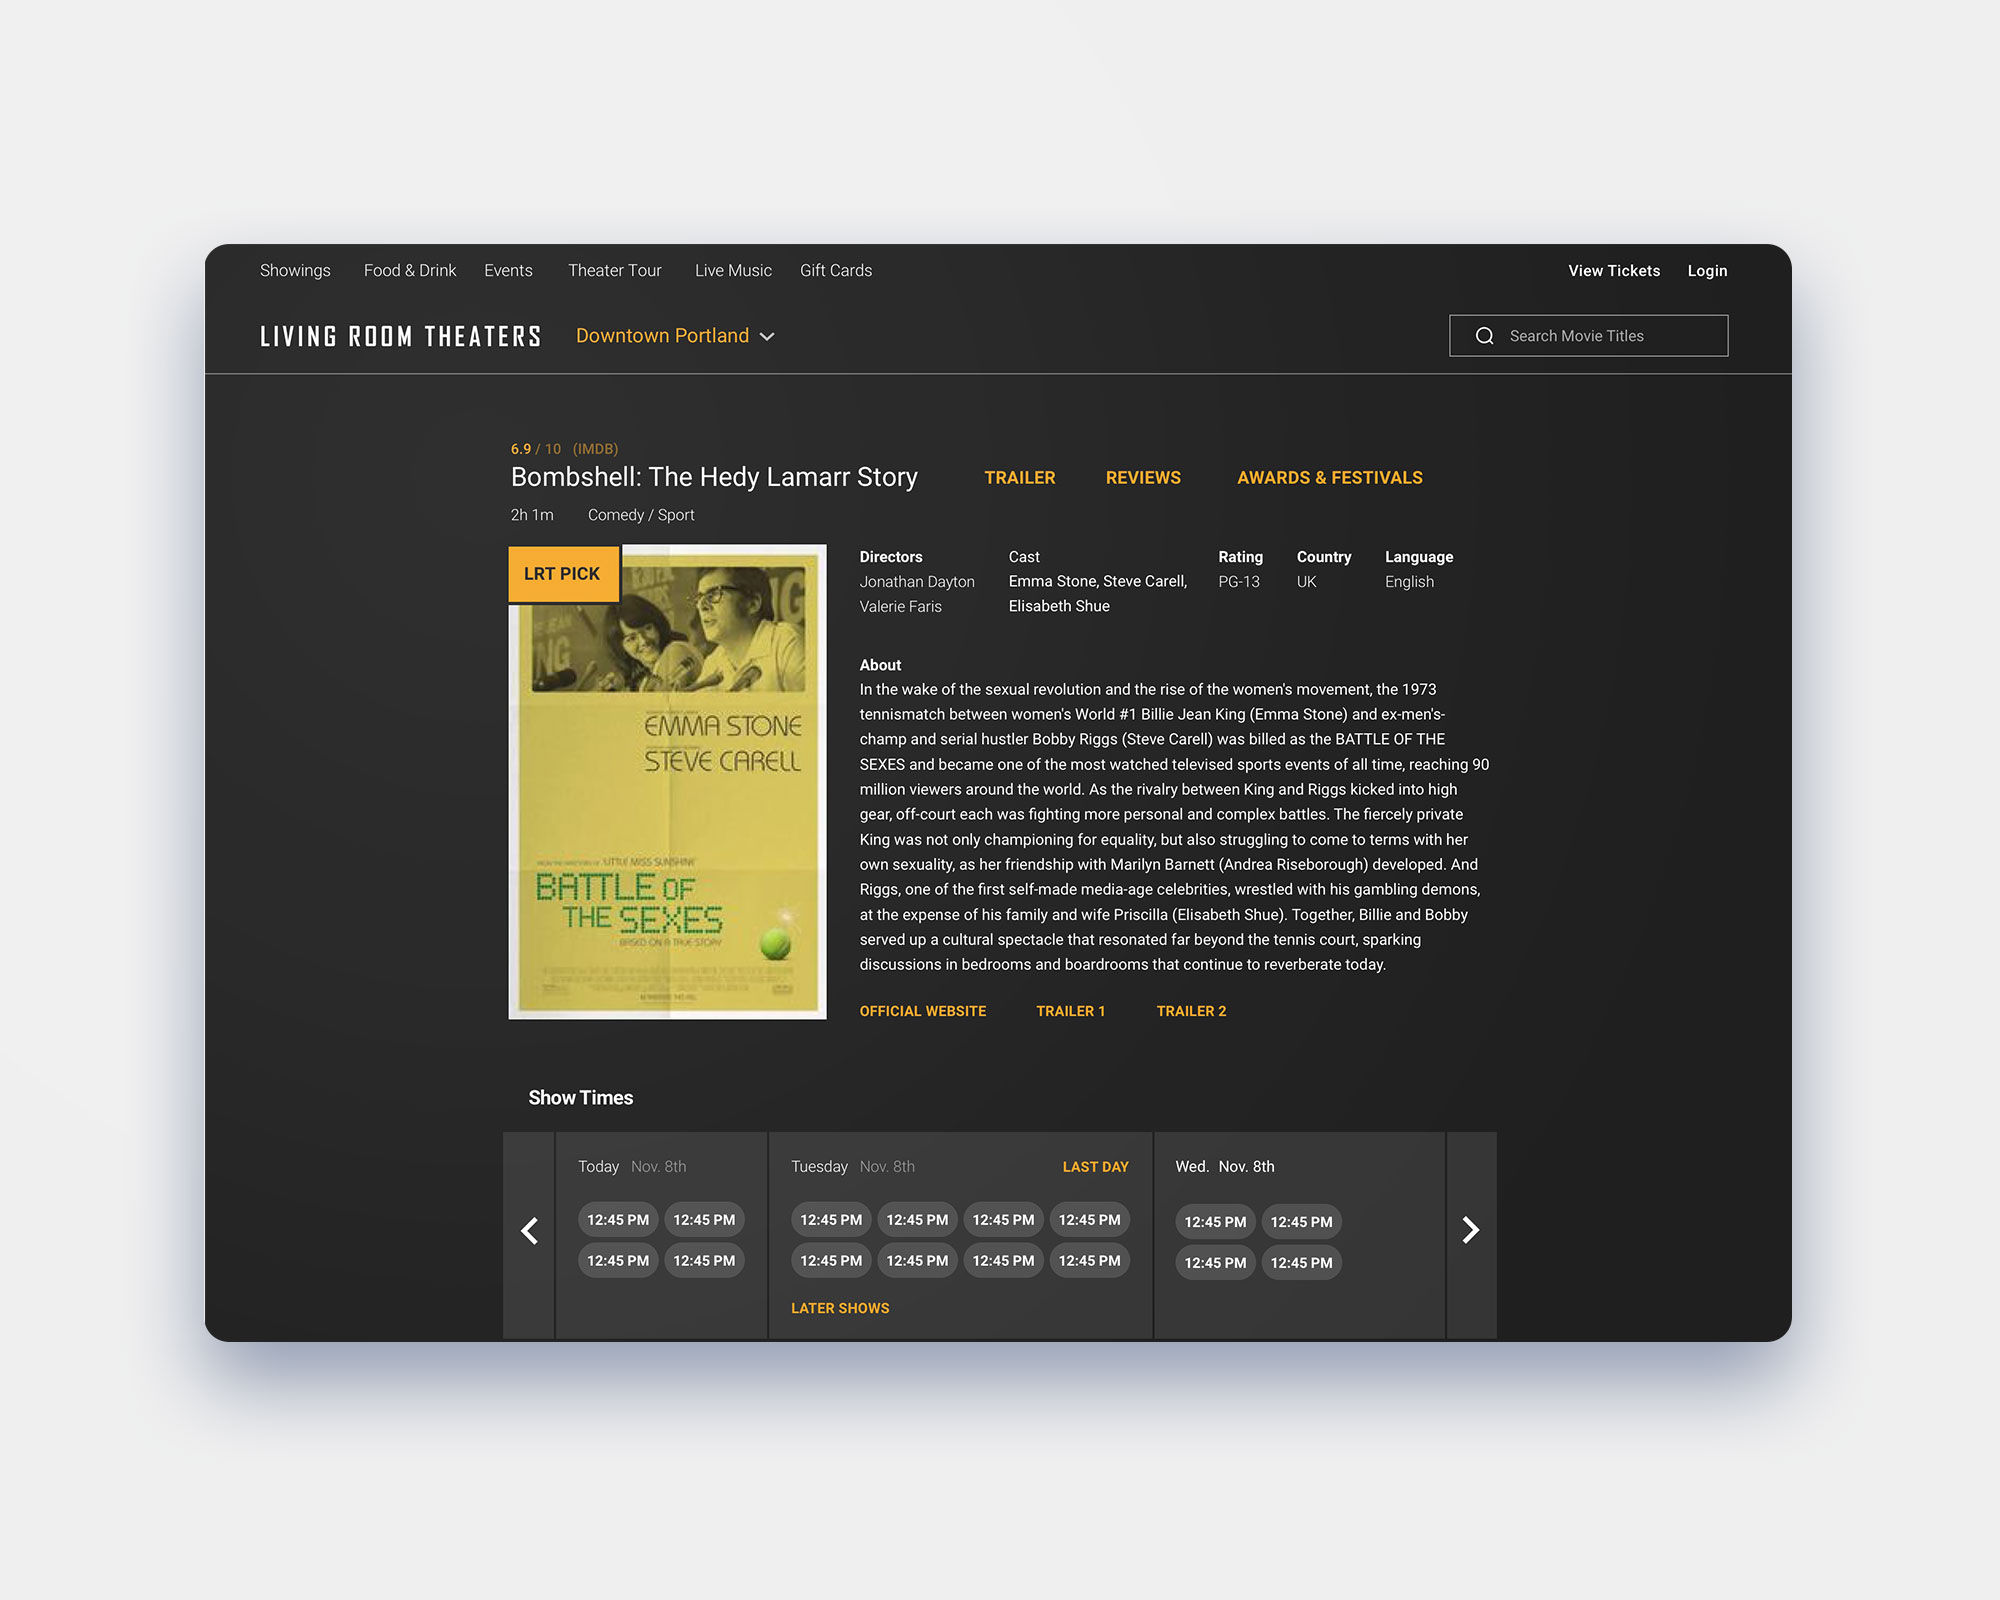 Showings Food & Drink Events Theater Tour Live Music Gift Cards View Tickets Login
LIVING ROOM THEATERS Downtown Portland Search Movie Titles
6.9 / 10 (IMDB)
Bombshell: The Hedy Lamarr Story TRAILER REVIEWS AWARDS & FESTIVALS
2h 1m Comedy / Sport
LRT PICK
EMMA STONE
STEVE CARELL
FROM THE DIRECTORS OF "LITTLE MISS SUNSHINE"
BATTLE OF
THE SEXES
BASED ON A TRUE STORY
Directors Cast Rating Country Language
Jonathan Dayton Emma Stone, Steve Carell, PG-13 UK English
Valerie Faris Elisabeth Shue
About
In the wake of the sexual revolution and the rise of the women's movement, the 1973
tennismatch between women's World #1 Billie Jean King (Emma Stone) and ex-men's-
champ and serial hustler Bobby Riggs (Steve Carell) was billed as the BATTLE OF THE
SEXES and became one of the most watched televised sports events of all time, reaching 90
million viewers around the world. As the rivalry between King and Riggs kicked into high
gear, off-court each was fighting more personal and complex battles. The fiercely private
King was not only championing for equality, but also struggling to come to terms with her
own sexuality, as her friendship with Marilyn Barnett (Andrea Riseborough) developed. And
Riggs, one of the first self-made media-age celebrities, wrestled with his gambling demons,
at the expense of his family and wife Priscilla (Elisabeth Shue). Together, Billie and Bobby
served up a cultural spectacle that resonated far beyond the tennis court, sparking
discussions in bedrooms and boardrooms that continue to reverberate today.
OFFICIAL WEBSITE TRAILER 1 TRAILER 2
Show Times
Today Nov. 8th
12:45 PM 12:45 PM
12:45 PM 12:45 PM
Tuesday Nov. 8th LAST DAY
12:45 PM 12:45 PM 12:45 PM 12:45 PM
12:45 PM 12:45 PM 12:45 PM 12:45 PM
LATER SHOWS
Wed. Nov. 8th
12:45 PM 12:45 PM
12:45 PM 12:45 PM